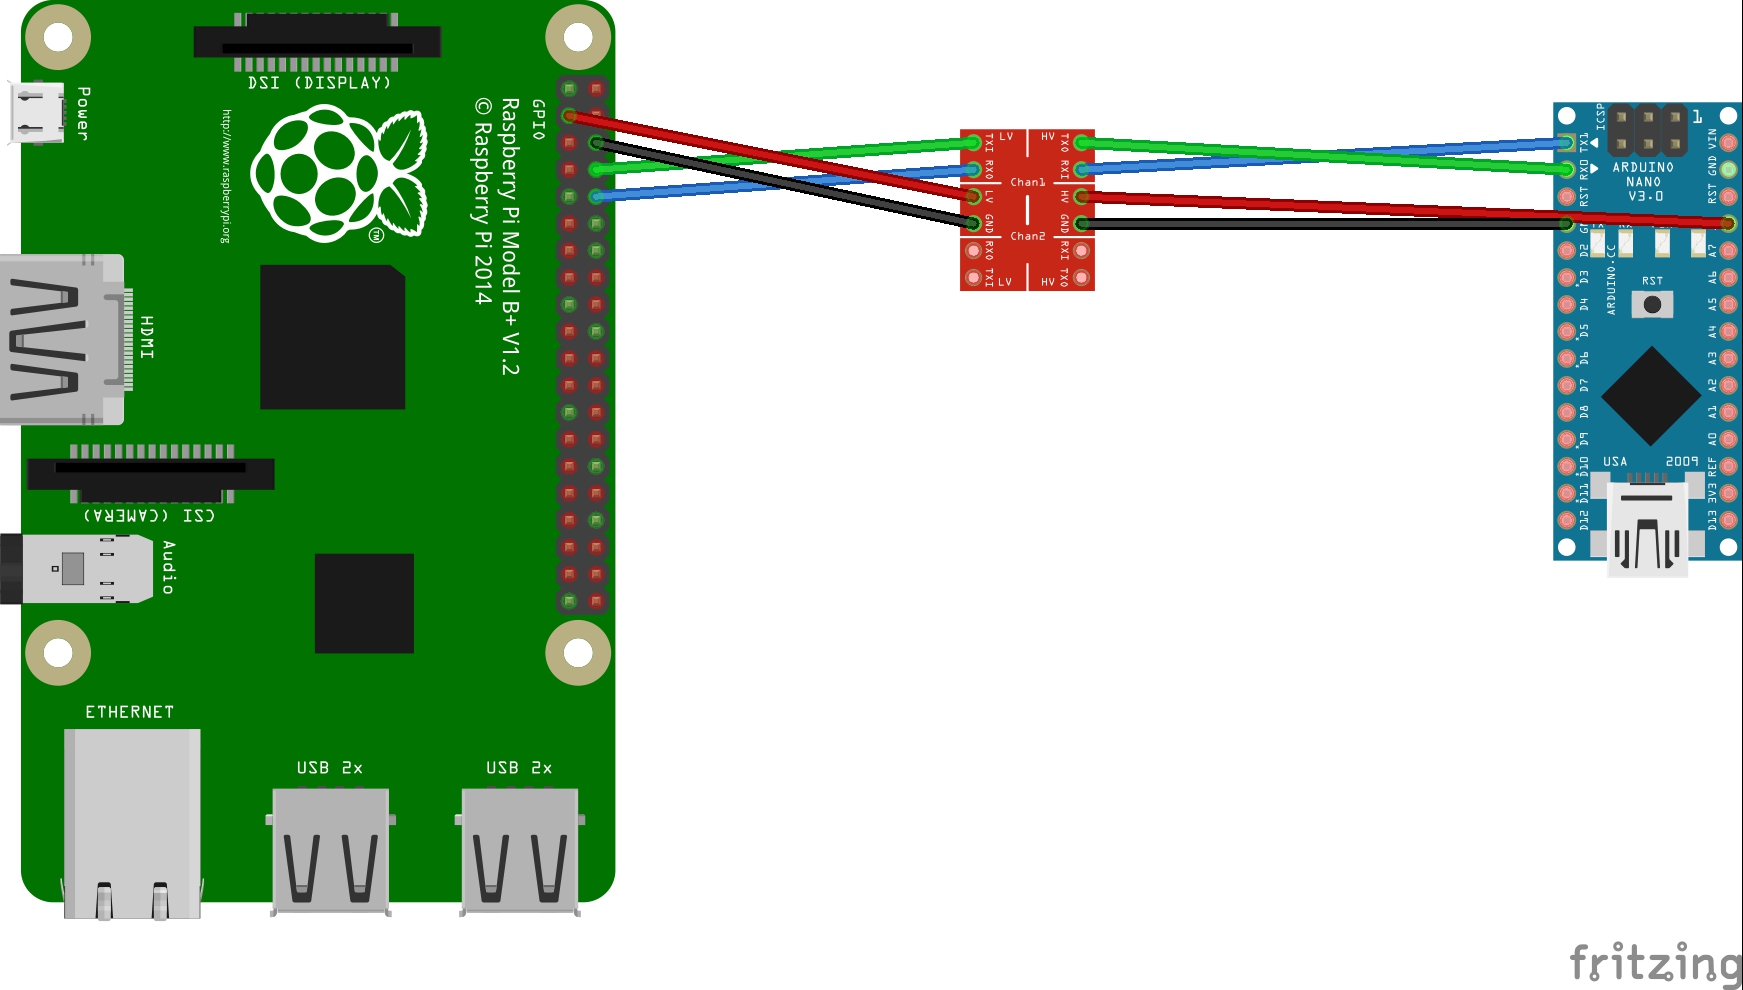 DSI (DISPLAY)
Power
http://www.raspberrypi.org
TM
GPIO
Raspberry Pi Model B+ V1.2
© Raspberry Pi 2014
HDMI
CSI (CAMERA)
Audio
ETHERNET
USB 2x
USB 2x
LV
HV
TXI
TXO
RXO
RXI
Chan1
LV
HV
GND
GND
Chan2
RXO
RXI
TXI
TXO
LV
HV
ICSP
1
TX1
RX0
RST
D2
D3
D4
D5
D6
D7
D8
D9
D10
D11
D12
ARDUINO
NANO
V3.0
ARDUINO.CC
RST
VIN
GND
RST
A7
A6
A5
A4
A3
A2
A1
A0
REF
3V3
D13
USA
2009
fritzing